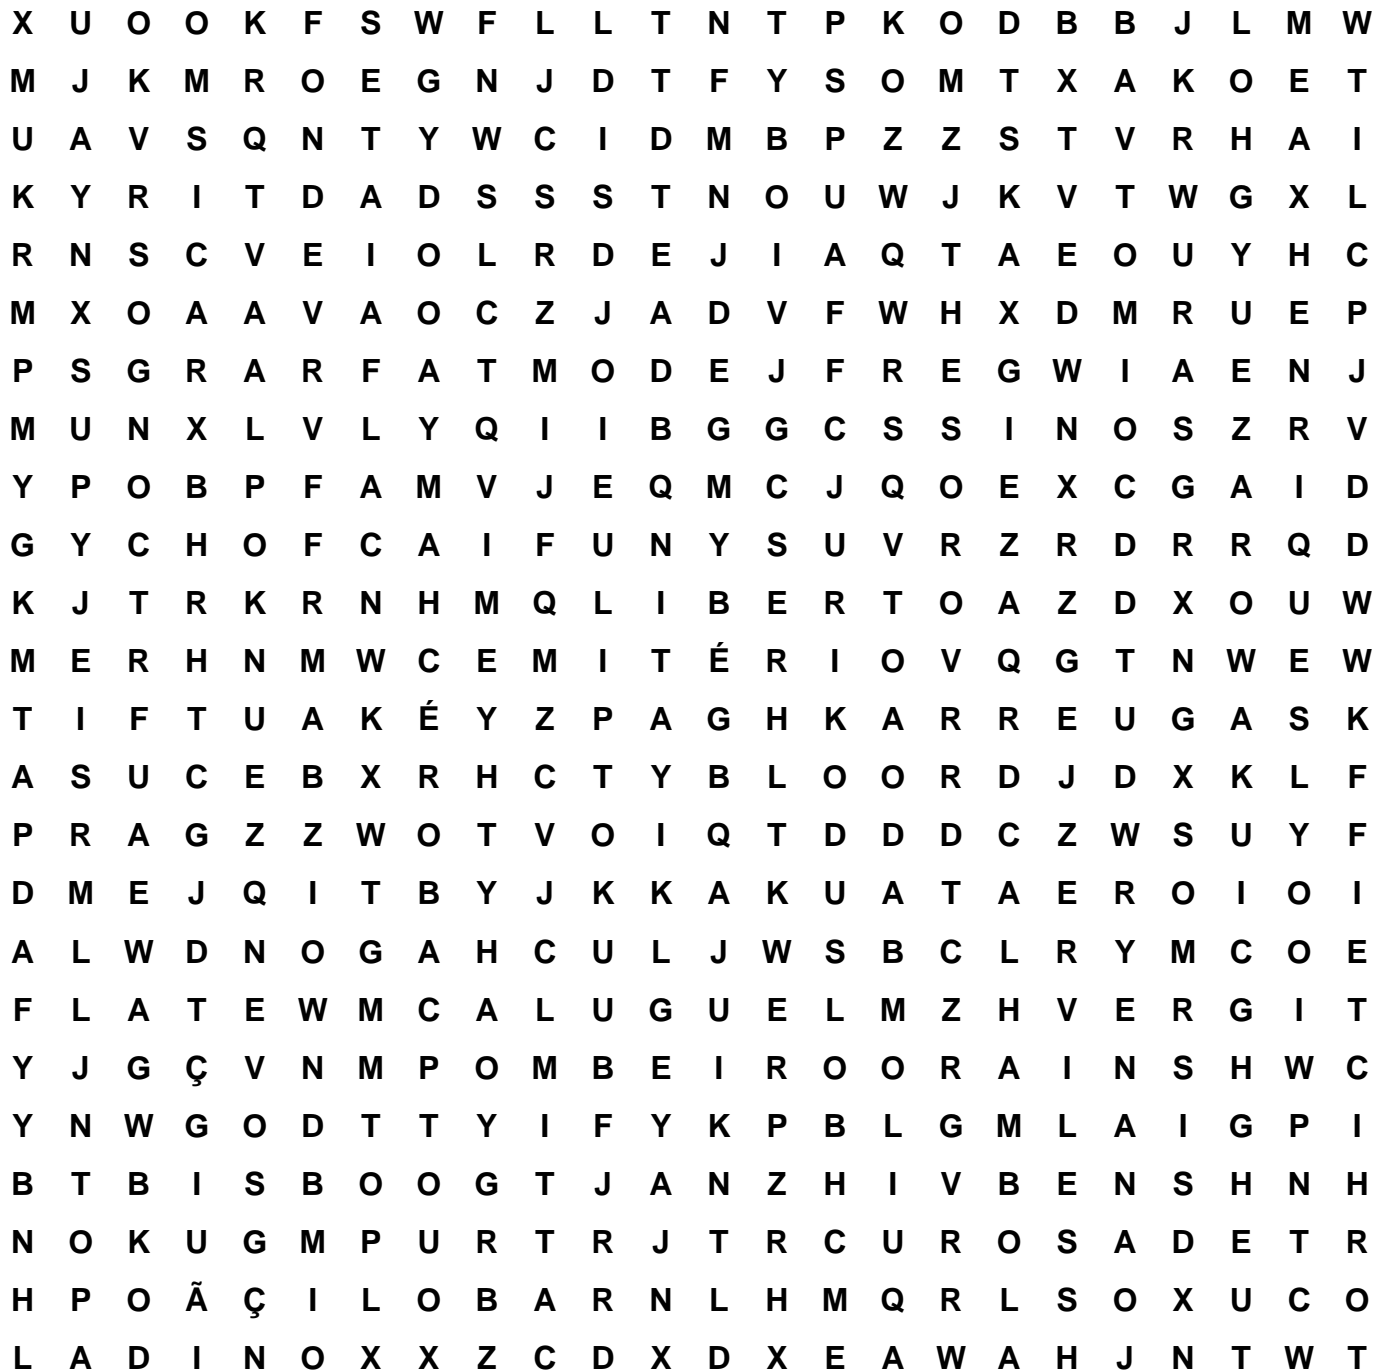 X U O O K F S W F L L T N T P K O D B B J L M W
M J K M R O E G N J D T F Y S O M T X A K O E T
U A V S Q N T Y W C I D M B P Z Z S T V R H A I
K Y R I T D A D S S S T N O U W J K V T W G X L
R N S C V E I O L R D E J I A Q T A E O U Y H C
M X O A A V A O C Z J A D V F W H X D M R U E P
P S G R A R F A T M O D E J F R E G W I A E N J
M U N X L V L Y Q I I B G G C S S I N O S Z R V
Y P O B P F A M V J E Q M C J Q O E X C G A I D
G Y C H O F C A I F U N Y S U V R Z R D R R Q D
K J T R K R N H M Q L I B E R T O A Z D X O U W
M E R H N M W C E M I T É R I O V Q G T N W E W
T I F T U A K É Y Z P A G H K A R R E U G A S K
A S U C E B X R H C T Y B L O O R D J D X K L F
P R A G Z Z W O T V O I Q T D D D C Z W S U Y F
D M E J Q I T B Y J K K A K U A T A E R O I O I
A L W D N O G A H C U L J W S B C L R Y M C O E
F L A T E W M C A L U G U E L M Z H V E R G I T
Y J G Ç V N M P O M B E I R O O R A I N S H W C
Y N W G O D T T Y I F Y K P B L G M L A I G P I
B T B I S B O O G T J A N Z H I V B E N S H N H
N O K U G M P U R T R J T R C U R O S A D E T R
H P O Ã Ç I L O B A R N L H M Q R L S O X U C O
L A D I N O X X Z C D X D X E A W A H J N T W T